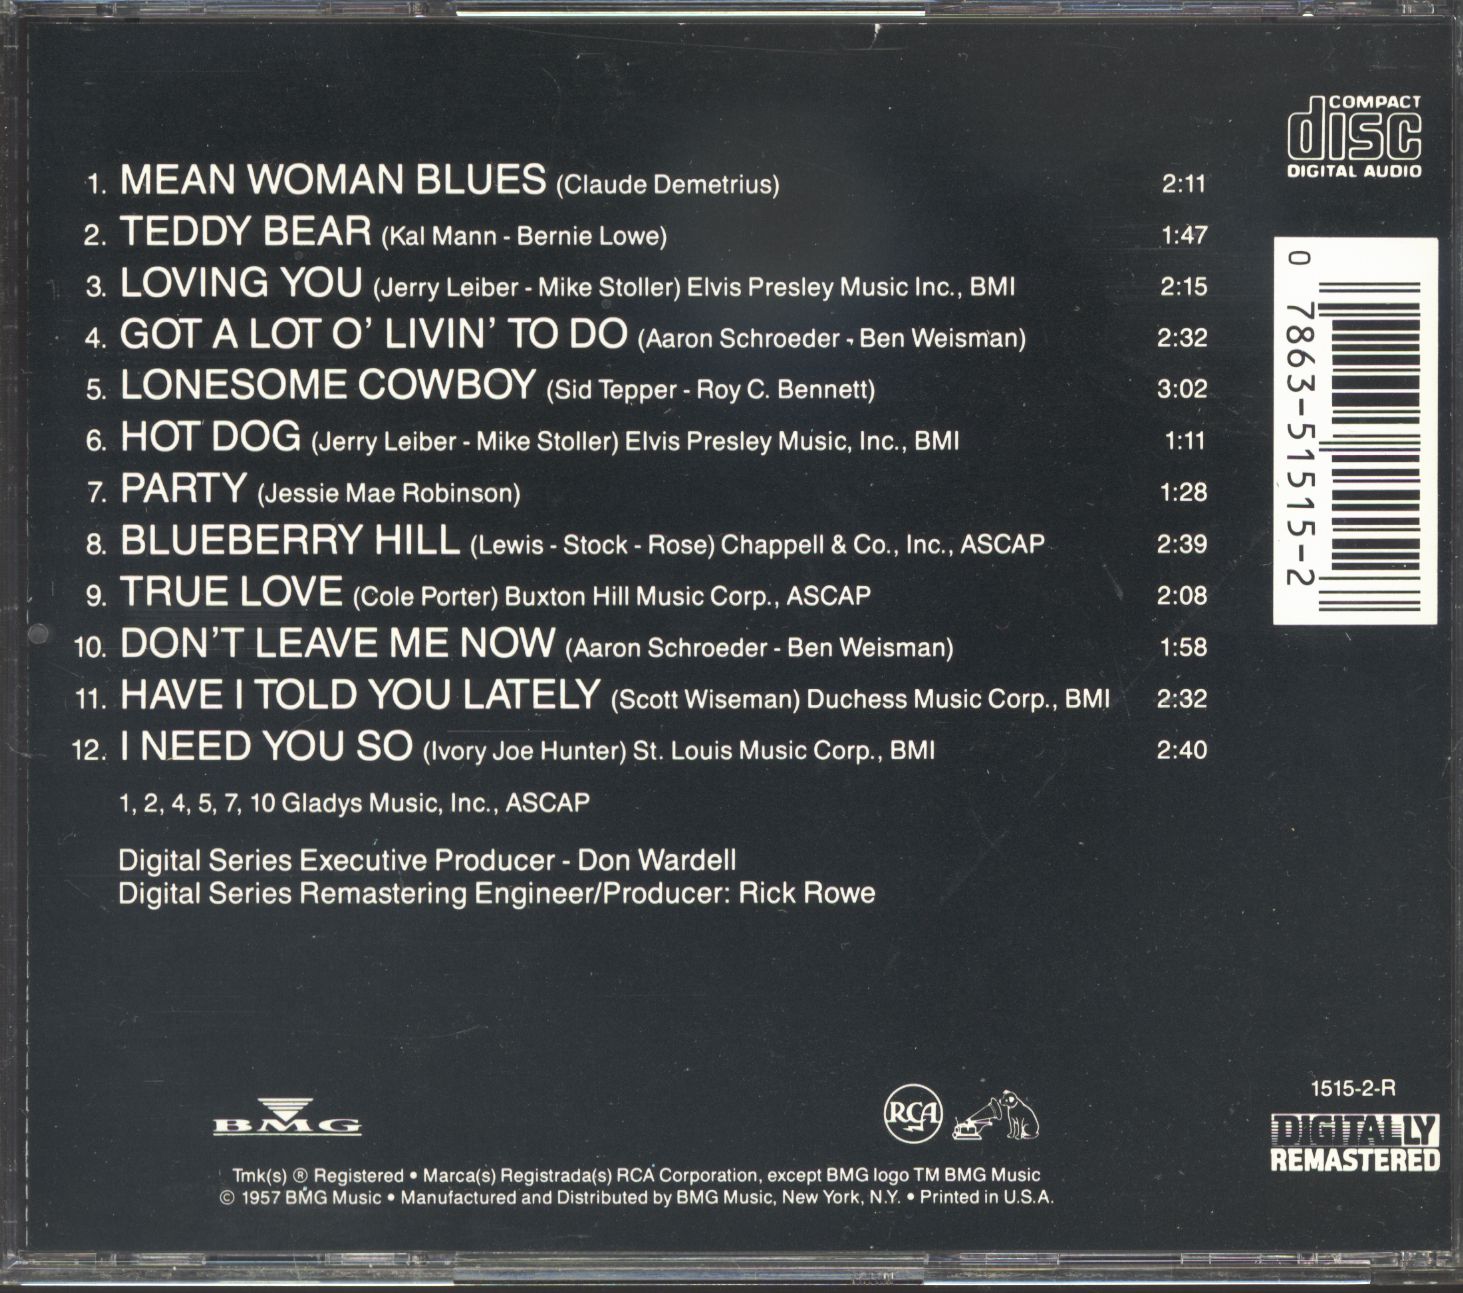 COMPACT
disc
DIGITAL AUDIO
1. MEAN WOMAN BLUES (Claude Demetrius) 2:11
2. TEDDY BEAR (Kal Mann - Bernie Lowe) 1:47
3. LOVING YOU (Jerry Leiber - Mike Stoller) Elvis Presley Music Inc., BMI 2:15
4. GOT A LOT O' LIVIN' TO DO (Aaron Schroeder - Ben Weisman) 2:32
5. LONESOME COWBOY (Sid Tepper - Roy C. Bennett) 3:02
6. HOT DOG (Jerry Leiber - Mike Stoller) Elvis Presley Music, Inc., BMI 1:11
7. PARTY (Jessie Mae Robinson) 1:28
8. BLUEBERRY HILL (Lewis - Stock - Rose) Chappell & Co., Inc., ASCAP 2:39
9. TRUE LOVE (Cole Porter) Buxton Hill Music Corp., ASCAP 2:08
10. DON'T LEAVE ME NOW (Aaron Schroeder - Ben Weisman) 1:58
11. HAVE I TOLD YOU LATELY (Scott Wiseman) Duchess Music Corp., BMI 2:32
12. I NEED YOU SO (Ivory Joe Hunter) St. Louis Music Corp., BMI 2:40
1, 2, 4, 5, 7, 10 Gladys Music, Inc., ASCAP
Digital Series Executive Producer - Don Wardell
Digital Series Remastering Engineer/Producer: Rick Rowe
0 7863-51515-2
BMG
RCA
1515-2-R
DIGITALLY
REMASTERED
Tmk(s) ® Registered • Marca(s) Registrada(s) RCA Corporation, except BMG logo TM BMG Music
© 1957 BMG Music • Manufactured and Distributed by BMG Music, New York, N.Y. • Printed in U.S.A.